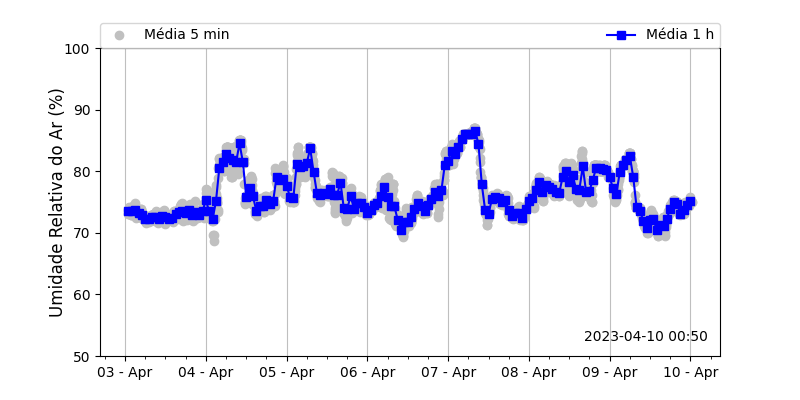 Média 5 min
Média 1 h
Umidade Relativa do Ar (%)
100
90
80
70
60
50
2023-04-10 00:50
03 - Apr
04 - Apr
05 - Apr
06 - Apr
07 - Apr
08 - Apr
09 - Apr
10 - Apr